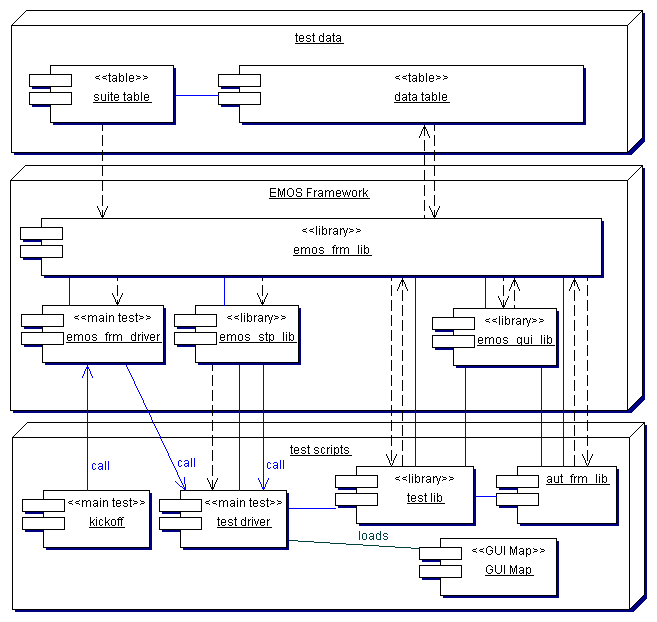 test data
<<table>>
suite table
<<table>>
data table
EMOS Framework
<<library>>
emos_frm_lib
<<main test>>
emos_frm_driver
<<library>>
emos_stp_lib
<<library>>
emos_gui_lib
test scripts
call
call
call
<<main test>>
kickoff
<<main test>>
test driver
<<library>>
test lib
aut_frm_lib
loads
<<GUI Map>>
GUI Map